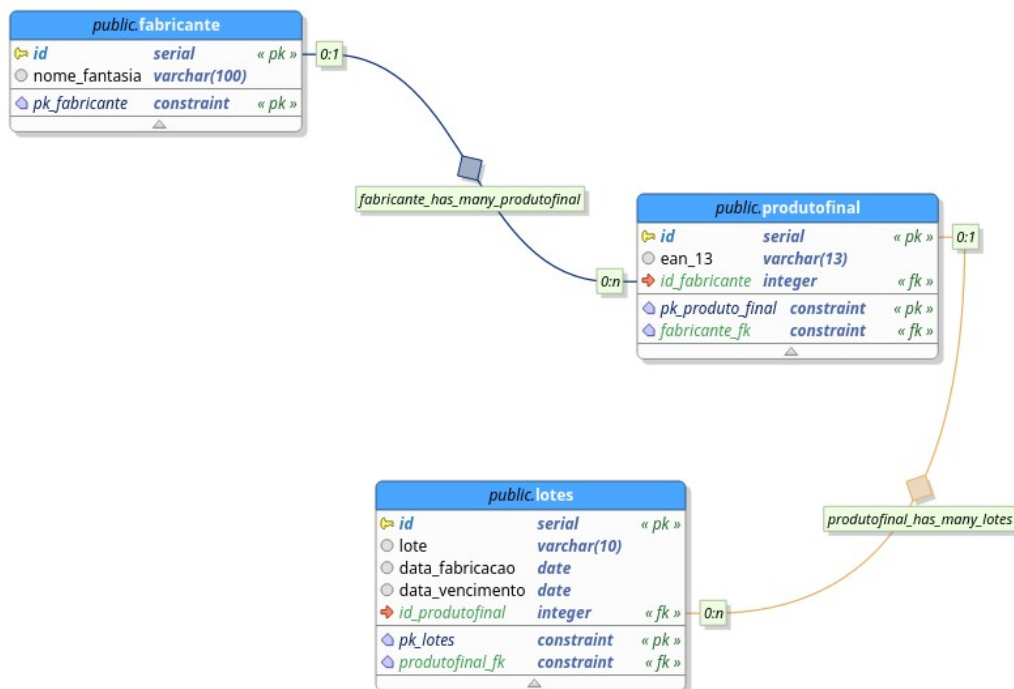 public.fabricante
id serial « pk »
nome_fantasia varchar(100)
pk_fabricante constraint « pk »
0:1
fabricante_has_many_produtofinal
0:n
public.produtofinal
id serial « pk »
ean_13 varchar(13)
id_fabricante integer « fk »
pk_produto_final constraint « pk »
fabricante_fk constraint « fk »
0:1
produtofinal_has_many_lotes
0:n
public.lotes
id serial « pk »
lote varchar(10)
data_fabricacao date
data_vencimento date
id_produtofinal integer « fk »
pk_lotes constraint « pk »
produtofinal_fk constraint « fk »